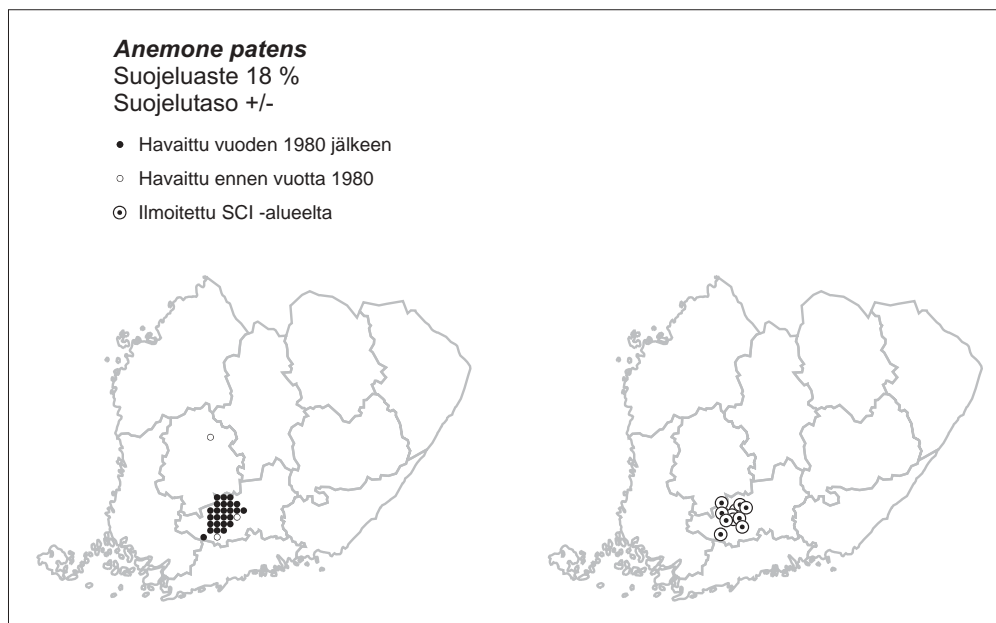 Anemone patens
Suojeluaste 18 %
Suojelutaso +/-
Havaittu vuoden 1980 jälkeen
Havaittu ennen vuotta 1980
Ilmoitettu SCI -alueelta